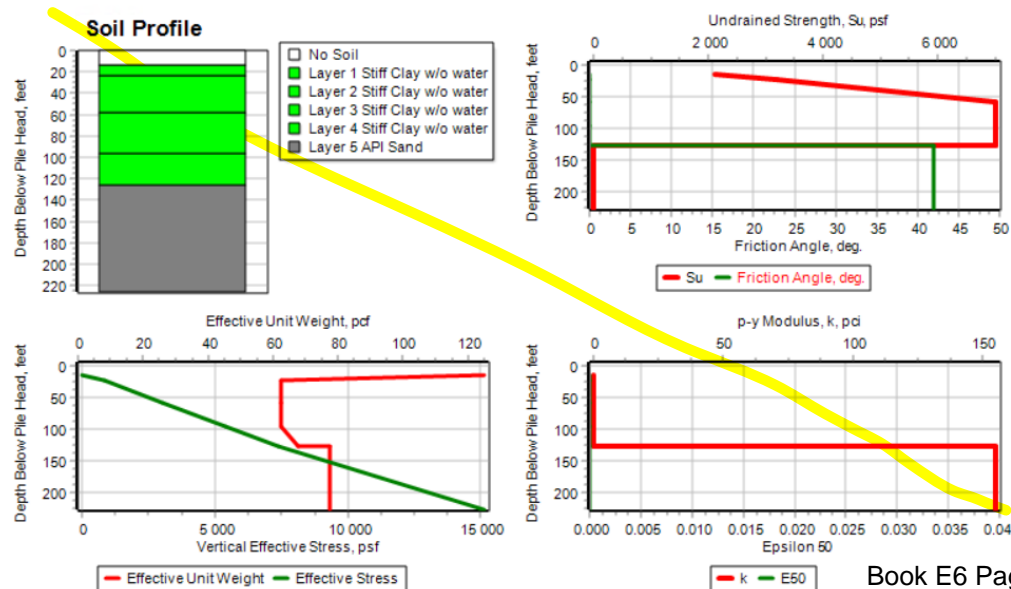 Soil Profile
Depth Below Pile Head, feet
0
20
40
60
80
100
120
140
160
180
200
220
No Soil
Layer 1 Stiff Clay w/o water
Layer 2 Stiff Clay w/o water
Layer 3 Stiff Clay w/o water
Layer 4 Stiff Clay w/o water
Layer 5 API Sand
Undrained Strength, Su, psf
0 2 000 4 000 6 000
Depth Below Pile Head, feet
0
50
100
150
200
0 5 10 15 20 25 30 35 40 45 50
Friction Angle, deg.
Su Friction Angle, deg.
Effective Unit Weight, pcf
0 20 40 60 80 100 120
Depth Below Pile Head, feet
0
50
100
150
200
0 5 000 10 000 15 000
Vertical Effective Stress, psf
Effective Unit Weight Effective Stress
p-y Modulus, k, pci
0 50 100 150
Depth Below Pile Head, feet
0
50
100
150
200
0.000 0.005 0.010 0.015 0.020 0.025 0.030 0.035 0.04
Epsilon 50
k E50
Book E6 Pag